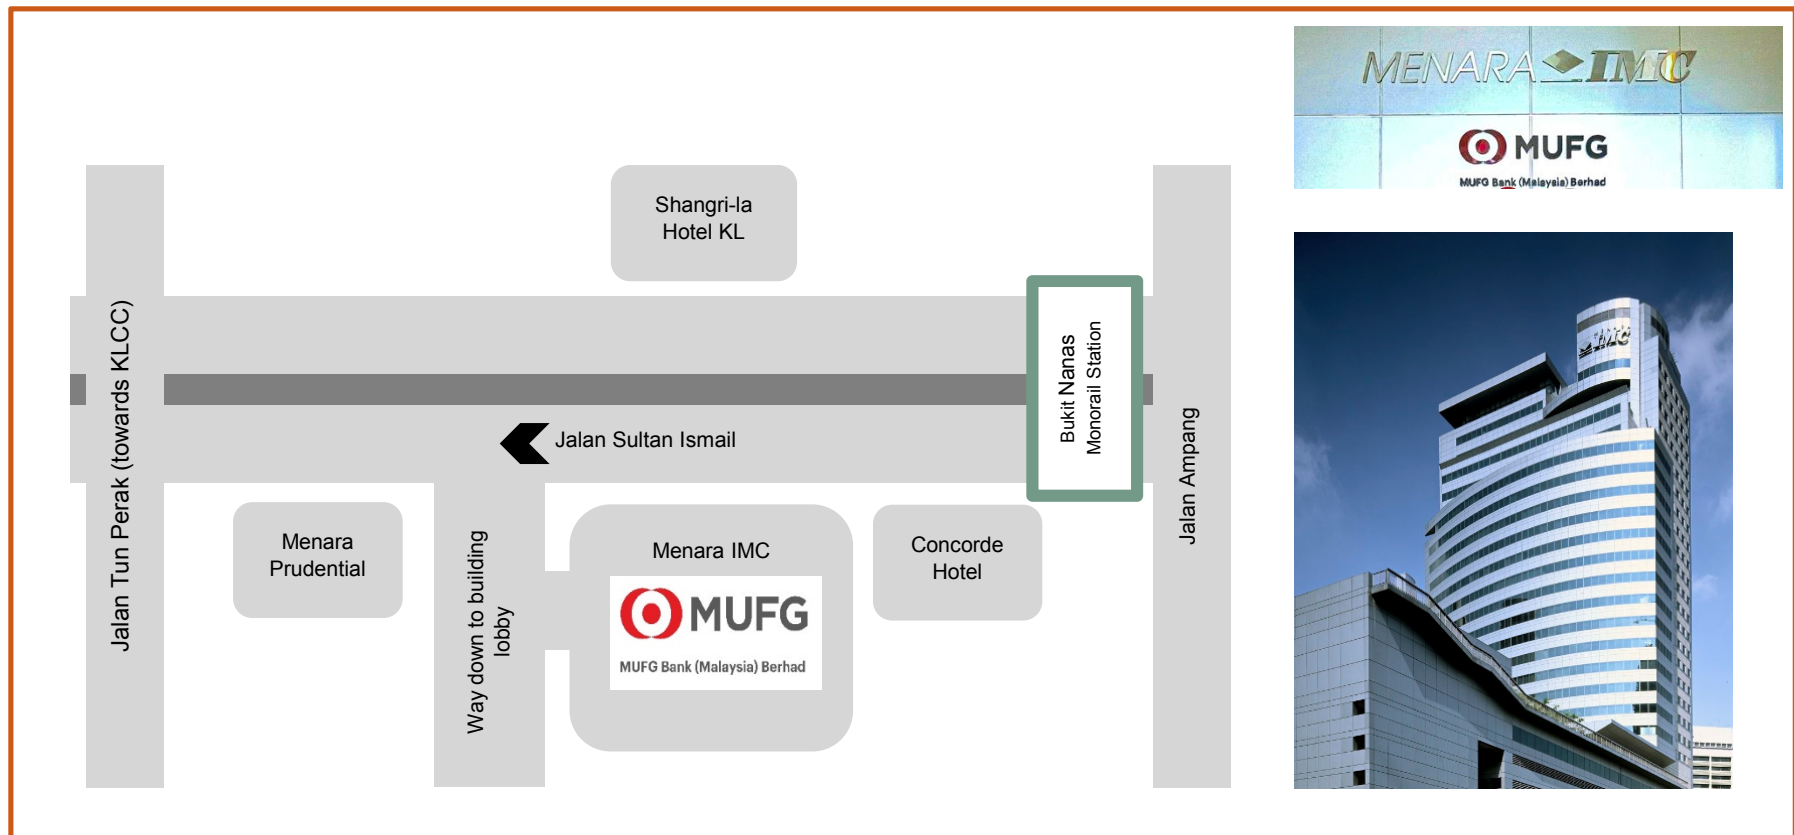 MENARA IMC
MUFG
MUFG Bank (Malaysia) Berhad
Shangri-la
Hotel KL
Jalan Tun Perak (towards KLCC)
Bukit Nanas
Monorail Station
Jalan Sultan Ismail
Jalan Ampang
Menara
Prudential
Way down to building
lobby
Menara IMC
MUFG
MUFG Bank (Malaysia) Berhad
Concorde
Hotel
IMC